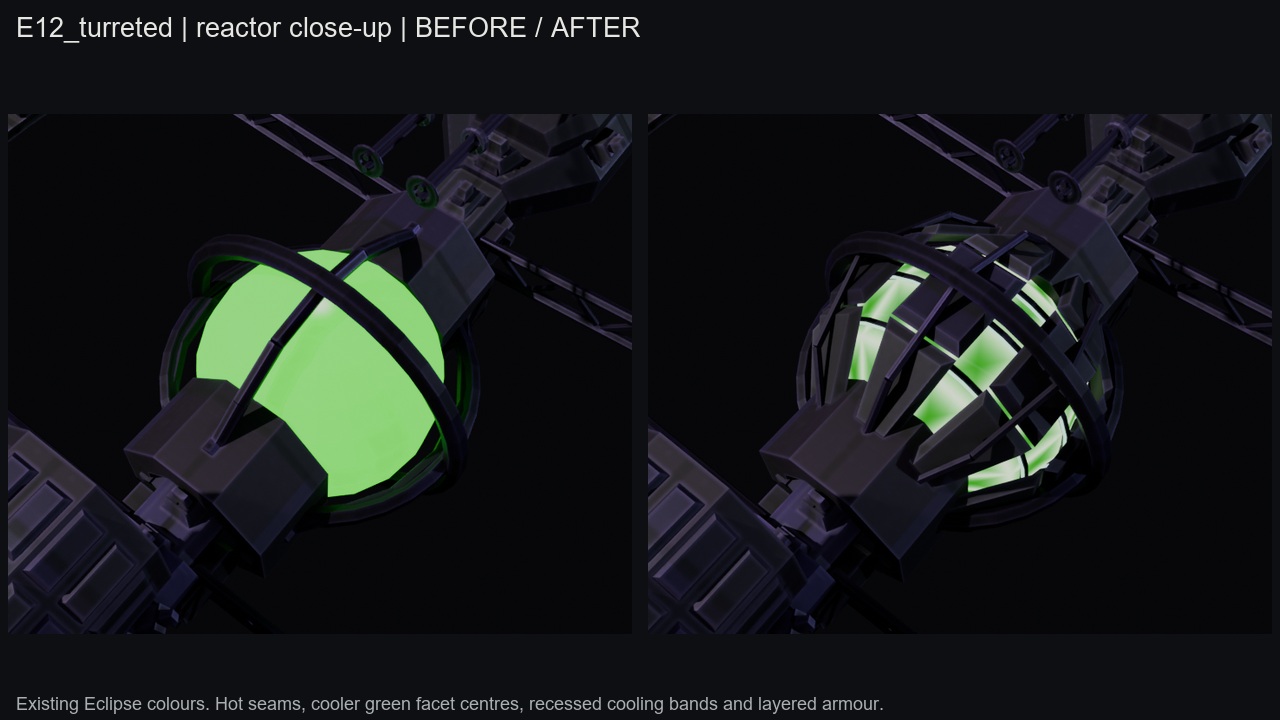 E12_turreted | reactor close-up | BEFORE / AFTER
Existing Eclipse colours. Hot seams, cooler green facet centres, recessed cooling bands and layered armour.